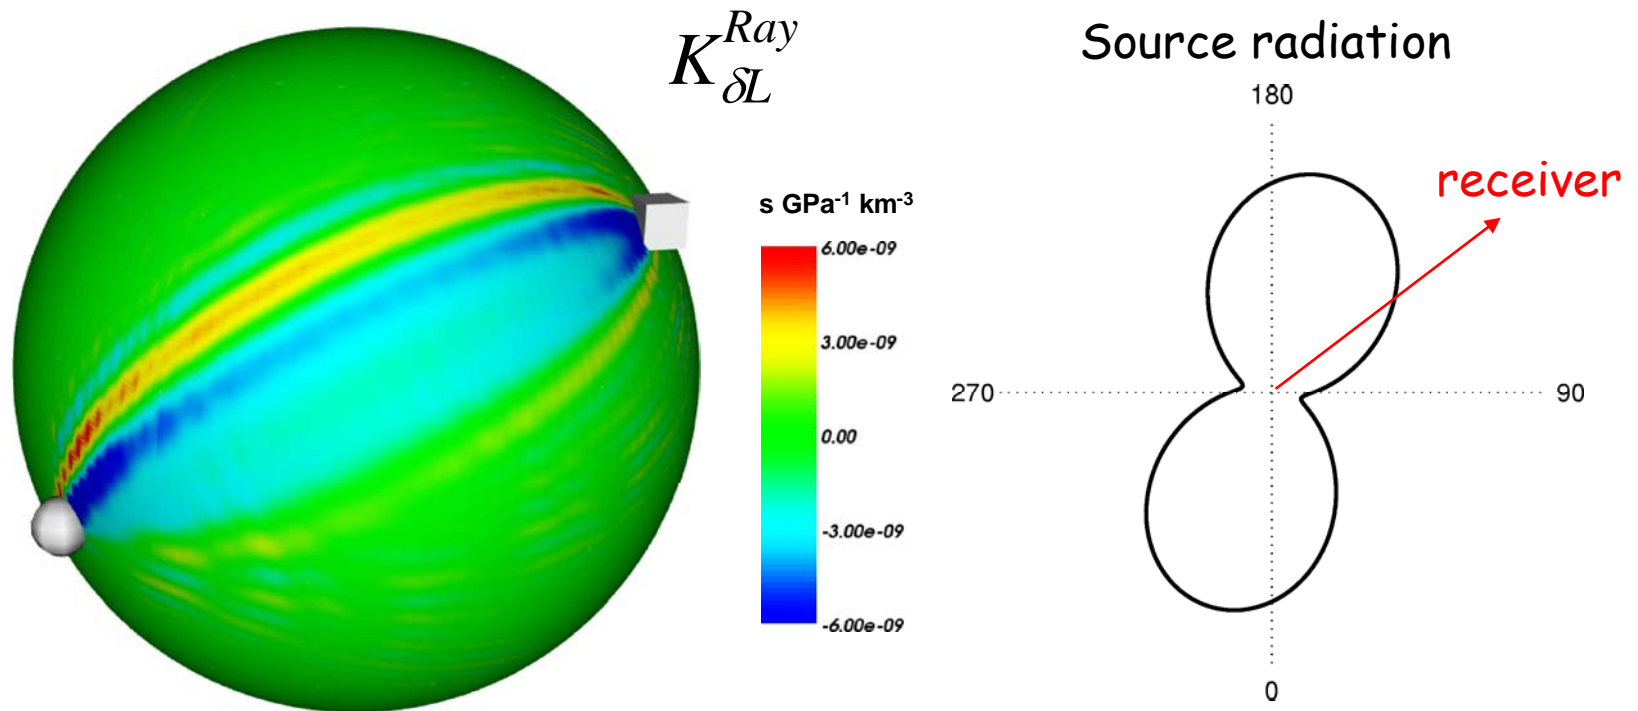 K^{Ray}_{δL}
s GPa⁻¹ km⁻³
6.00e-09
3.00e-09
0.00
-3.00e-09
-6.00e-09
Source radiation
180
receiver
270
90
0